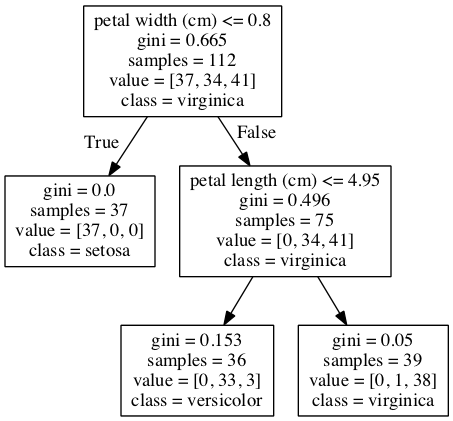 petal width (cm) <= 0.8
gini = 0.665
samples = 112
value = [37, 34, 41]
class = virginica
True
False
gini = 0.0
samples = 37
value = [37, 0, 0]
class = setosa
petal length (cm) <= 4.95
gini = 0.496
samples = 75
value = [0, 34, 41]
class = virginica
gini = 0.153
samples = 36
value = [0, 33, 3]
class = versicolor
gini = 0.05
samples = 39
value = [0, 1, 38]
class = virginica